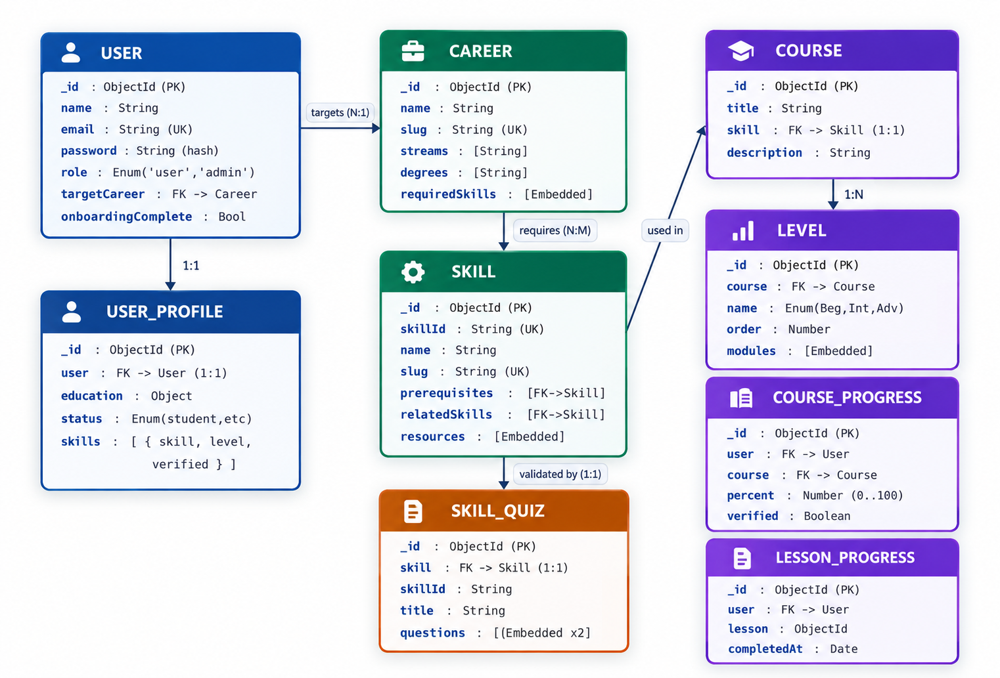 USER
_id : ObjectId (PK)
name : String
email : String (UK)
password : String (hash)
role : Enum('user','admin')
targetCareer : FK -> Career
onboardingComplete : Bool
1:1
USER_PROFILE
_id : ObjectId (PK)
user : FK -> User (1:1)
education : Object
status : Enum(student,etc)
skills : [ { skill, level,
verified } ]
targets (N:1)
CAREER
_id : ObjectId (PK)
name : String
slug : String (UK)
streams : [String]
degrees : [String]
requiredSkills : [Embedded]
requires (N:M)
SKILL
_id : ObjectId (PK)
skillId : String (UK)
name : String
slug : String (UK)
prerequisites : [FK->Skill]
relatedSkills : [FK->Skill]
resources : [Embedded]
validated by (1:1)
SKILL_QUIZ
_id : ObjectId (PK)
skill : FK -> Skill (1:1)
skillId : String
title : String
questions : [(Embedded x2]
used in
COURSE
_id : ObjectId (PK)
title : String
skill : FK -> Skill (1:1)
description : String
1:N
LEVEL
_id : ObjectId (PK)
course : FK -> Course
name : Enum(Beg,Int,Adv)
order : Number
modules : [Embedded]
COURSE_PROGRESS
_id : ObjectId (PK)
user : FK -> User
course : FK -> Course
percent : Number (0..100)
verified : Boolean
LESSON_PROGRESS
_id : ObjectId (PK)
user : FK -> User
lesson : ObjectId
completedAt : Date